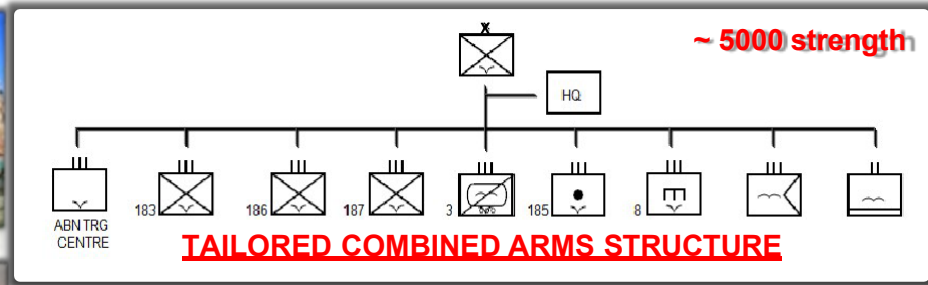 X
~ 5000 strength
HQ
III III III III III III III III II
183 186 187 3 185 8
ABN TRG
CENTRE
TAILORED COMBINED ARMS STRUCTURE